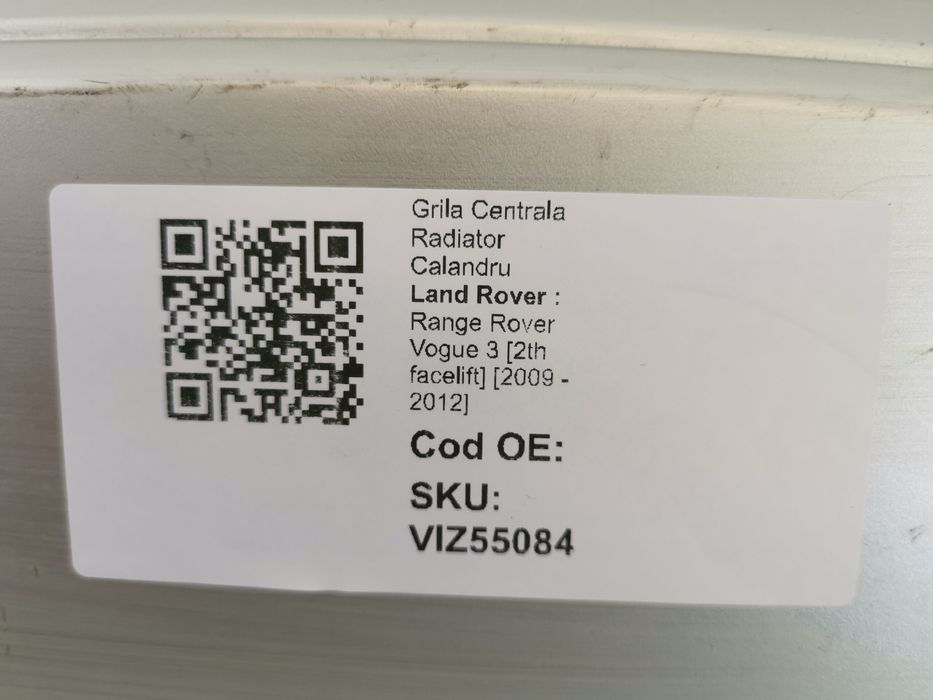 Grila Centrala
Radiator
Calandru
Land Rover :
Range Rover
Vogue 3 [2th
facelift] [2009 -
2012]
Cod OE:
SKU:
VIZ55084